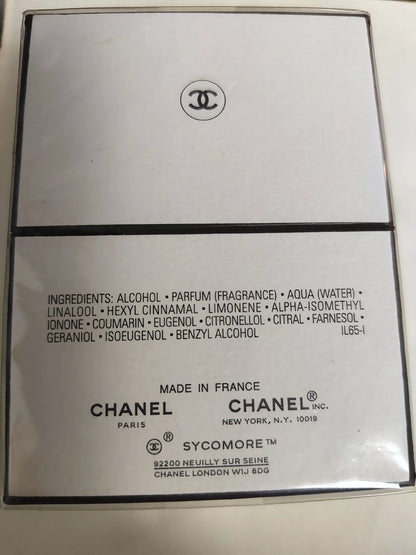 INGREDIENTS: ALCOHOL • PARFUM (FRAGRANCE) • AQUA (WATER) •
LINALOOL • HEXYL CINNAMAL • LIMONENE • ALPHA-ISOMETHYL
IONONE • COUMARIN • EUGENOL • CITRONELLOL • CITRAL • FARNESOL •
GERANIOL • ISOEUGENOL • BENZYL ALCOHOL IL65-I
MADE IN FRANCE
CHANEL CHANEL® INC.
PARIS NEW YORK, N.Y. 10019
® SYCOMORE™
92200 NEUILLY SUR SEINE
CHANEL LONDON W1J 6DG